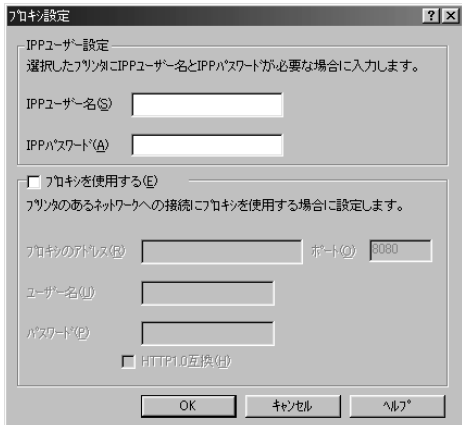 プロキシ設定
IPPユーザー設定
選択したプリンタにIPPユーザー名とIPPパスワードが必要な場合に入力します。
IPPユーザー名(S)
IPPパスワード(A)
プロキシを使用する(E)
プリンタのあるネットワークへの接続にプロキシを使用する場合に設定します。
プロキシのアドレス(R) ポート(O) 8080
ユーザー名(U)
パスワード(P)
HTTP1.0互換(H)
OK キャンセル ヘルプ